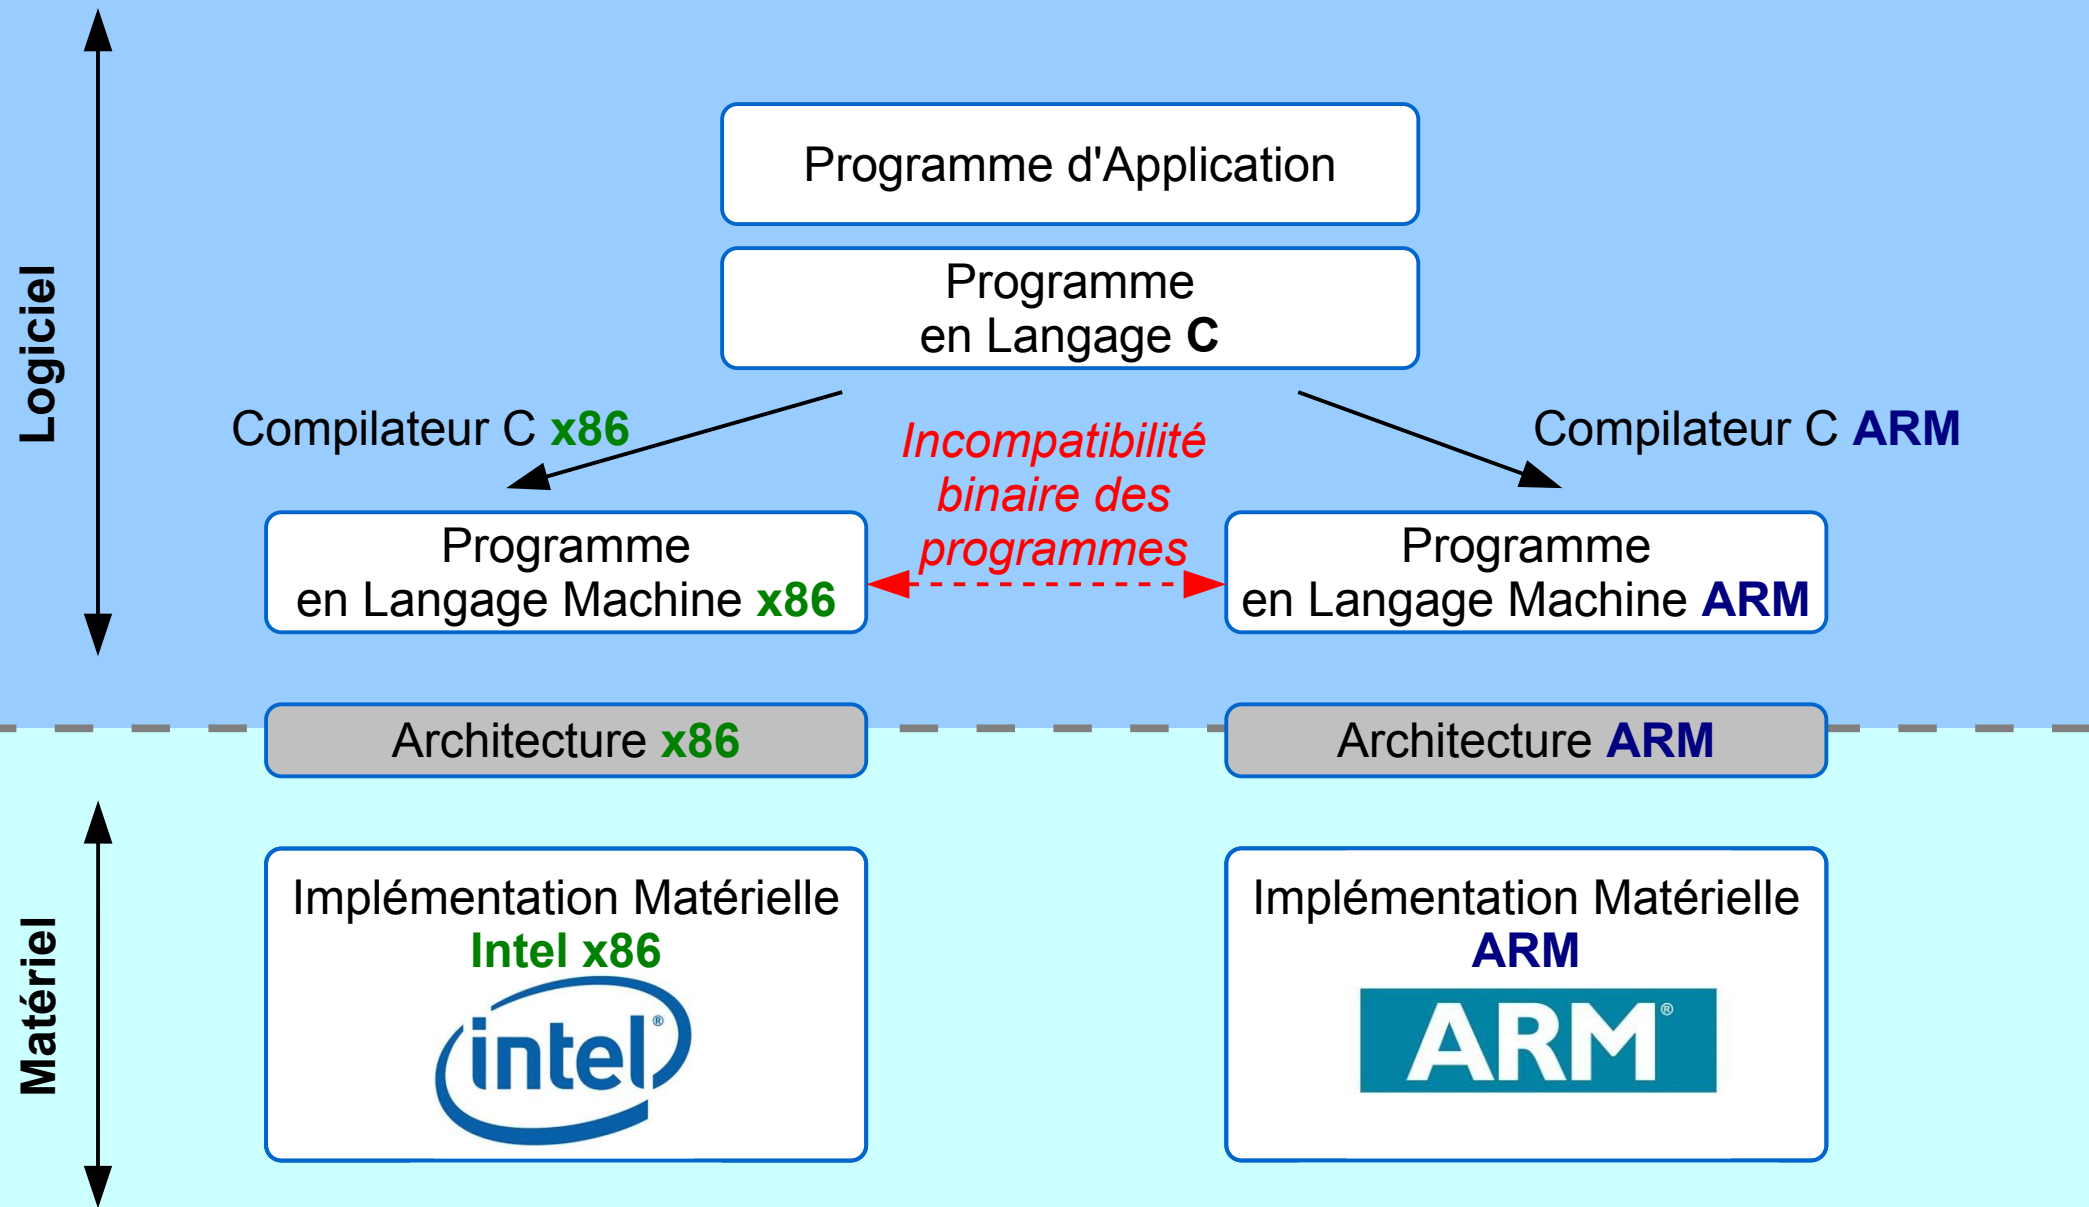 Logiciel
Programme d'Application
Programme
en Langage C
Compilateur C x86
Incompatibilité
binaire des
programmes
Compilateur C ARM
Programme
en Langage Machine x86
Programme
en Langage Machine ARM
Architecture x86
Architecture ARM
Matériel
Implémentation Matérielle
Intel x86
intel®
Implémentation Matérielle
ARM
ARM®